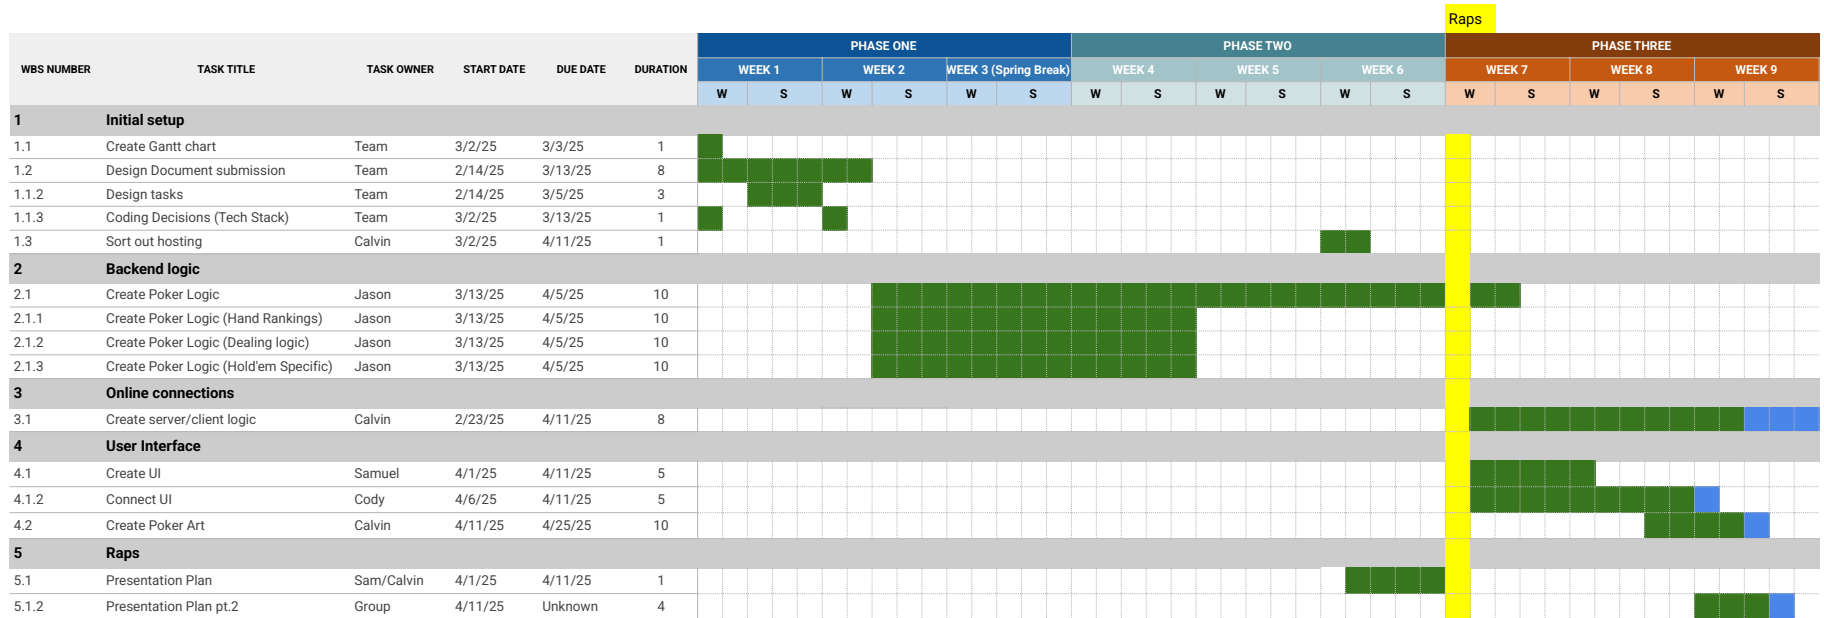 Raps
WBS NUMBER TASK TITLE TASK OWNER START DATE DUE DATE DURATION PHASE ONE PHASE TWO PHASE THREE
WEEK 1 WEEK 2 WEEK 3 (Spring Break) WEEK 4 WEEK 5 WEEK 6 WEEK 7 WEEK 8 WEEK 9
W S W S W S W S W S W S W S W S W S
1 Initial setup
1.1 Create Gantt chart Team 3/2/25 3/3/25 1
1.2 Design Document submission Team 2/14/25 3/13/25 8
1.1.2 Design tasks Team 2/14/25 3/5/25 3
1.1.3 Coding Decisions (Tech Stack) Team 3/2/25 3/13/25 1
1.3 Sort out hosting Calvin 3/2/25 4/11/25 1
2 Backend logic
2.1 Create Poker Logic Jason 3/13/25 4/5/25 10
2.1.1 Create Poker Logic (Hand Rankings) Jason 3/13/25 4/5/25 10
2.1.2 Create Poker Logic (Dealing logic) Jason 3/13/25 4/5/25 10
2.1.3 Create Poker Logic (Hold'em Specific) Jason 3/13/25 4/5/25 10
3 Online connections
3.1 Create server/client logic Calvin 2/23/25 4/11/25 8
4 User Interface
4.1 Create UI Samuel 4/1/25 4/11/25 5
4.1.2 Connect UI Cody 4/6/25 4/11/25 5
4.2 Create Poker Art Calvin 4/11/25 4/25/25 10
5 Raps
5.1 Presentation Plan Sam/Calvin 4/1/25 4/11/25 1
5.1.2 Presentation Plan pt.2 Group 4/11/25 Unknown 4